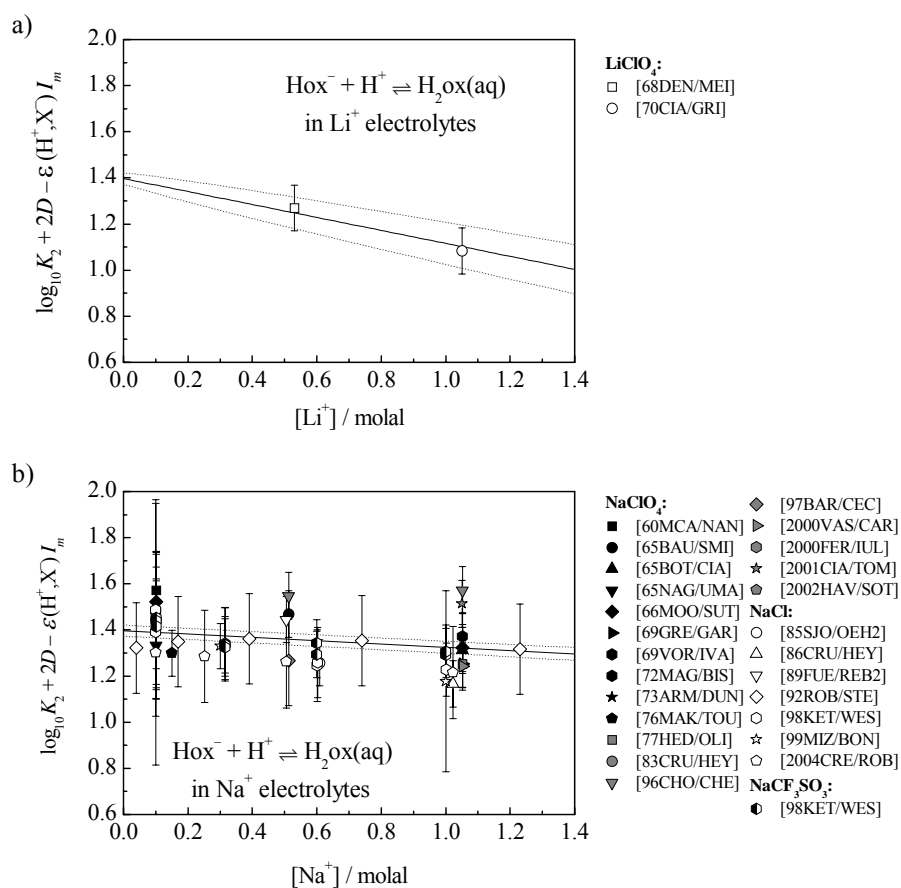 a)
2.0
1.8
1.6
1.4
1.2
1.0
0.8
0.6
0.0 0.2 0.4 0.6 0.8 1.0 1.2 1.4
log₁₀ K₂ + 2D − ε (H⁺,X⁻) Iₘ
Hox⁻ + H⁺ ⇌ H₂ox(aq)
in Li⁺ electrolytes
[Li⁺] / molal
LiClO₄:
[68DEN/MEI]
[70CIA/GRI]
b)
2.0
1.8
1.6
1.4
1.2
1.0
0.8
0.6
0.0 0.2 0.4 0.6 0.8 1.0 1.2 1.4
log₁₀ K₂ + 2D − ε(H⁺,X⁻) Iₘ
Hox⁻ + H⁺ ⇌ H₂ox(aq)
in Na⁺ electrolytes
[Na⁺] / molal
NaClO₄:
[60MCA/NAN]
[65BAU/SMI]
[65BOT/CIA]
[65NAG/UMA]
[66MOO/SUT]
[69GRE/GAR]
[69VOR/IVA]
[72MAG/BIS]
[73ARM/DUN]
[76MAK/TOU]
[77HED/OLI]
[83CRU/HEY]
[96CHO/CHE]
[97BAR/CEC]
[2000VAS/CAR]
[2000FER/IUL]
[2001CIA/TOM]
[2002HAV/SOT]
NaCl:
[85SJO/OEH2]
[86CRU/HEY]
[89FUE/REB2]
[92ROB/STE]
[98KET/WES]
[99MIZ/BON]
[2004CRE/ROB]
NaCF₃SO₃:
[98KET/WES]